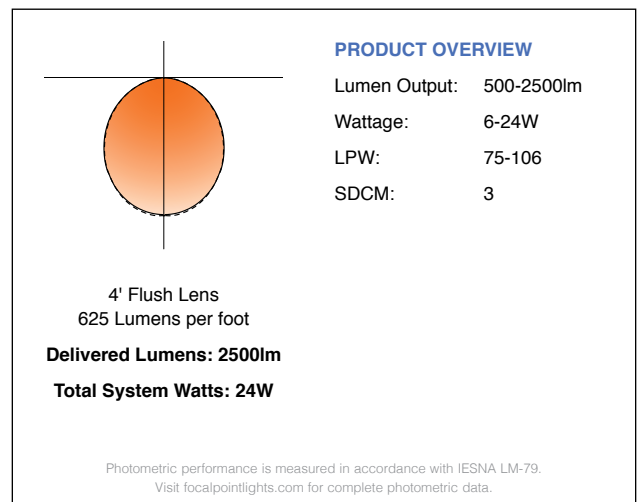 PRODUCT OVERVIEW
Lumen Output: 500-2500lm
Wattage: 6-24W
LPW: 75-106
SDCM: 3
4' Flush Lens
625 Lumens per foot
Delivered Lumens: 2500lm
Total System Watts: 24W
Photometric performance is measured in accordance with IESNA LM-79.
Visit focalpointlights.com for complete photometric data.